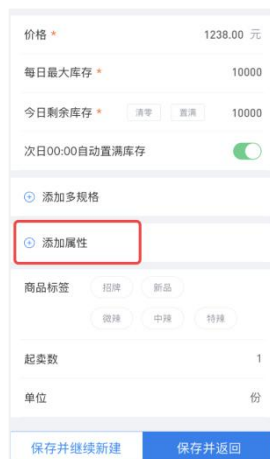 价格 * 1238.00 元
每日最大库存 * 10000
今日剩余库存 * 清零 置满 10000
次日00:00自动置满库存
添加多规格
添加属性
商品标签 招牌 新品
微辣 中辣 特辣
起卖数 1
单位 份
保存并继续新建 保存并返回